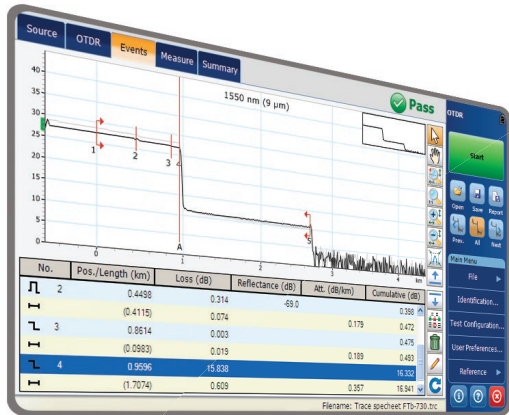 Source OTDR Events Measure Summary
1550 nm (9 µm)
Pass
OTDR
Start
Open Save Report
Prev. All Next
Main Menu
File
Identification...
Test Configuration...
User Preferences...
Reference
40
35
30
25
20
15
10
5
0
1 2 3 4 5
0 1 2 3 4 km
A
No. Pos./Length (km) Loss (dB) Reflectance (dB) Att. (dB/km) Cumulative (dB)
2 0.4498 0.314 -69.0 0.398
(0.4115) 0.074 0.179 0.472
3 0.8614 0.003 0.475
(0.0983) 0.019 0.189 0.493
4 0.9596 15.838 16.332
(1.7074) 0.609 0.357 16.941
Filename: Trace specheet FTb-730.trc